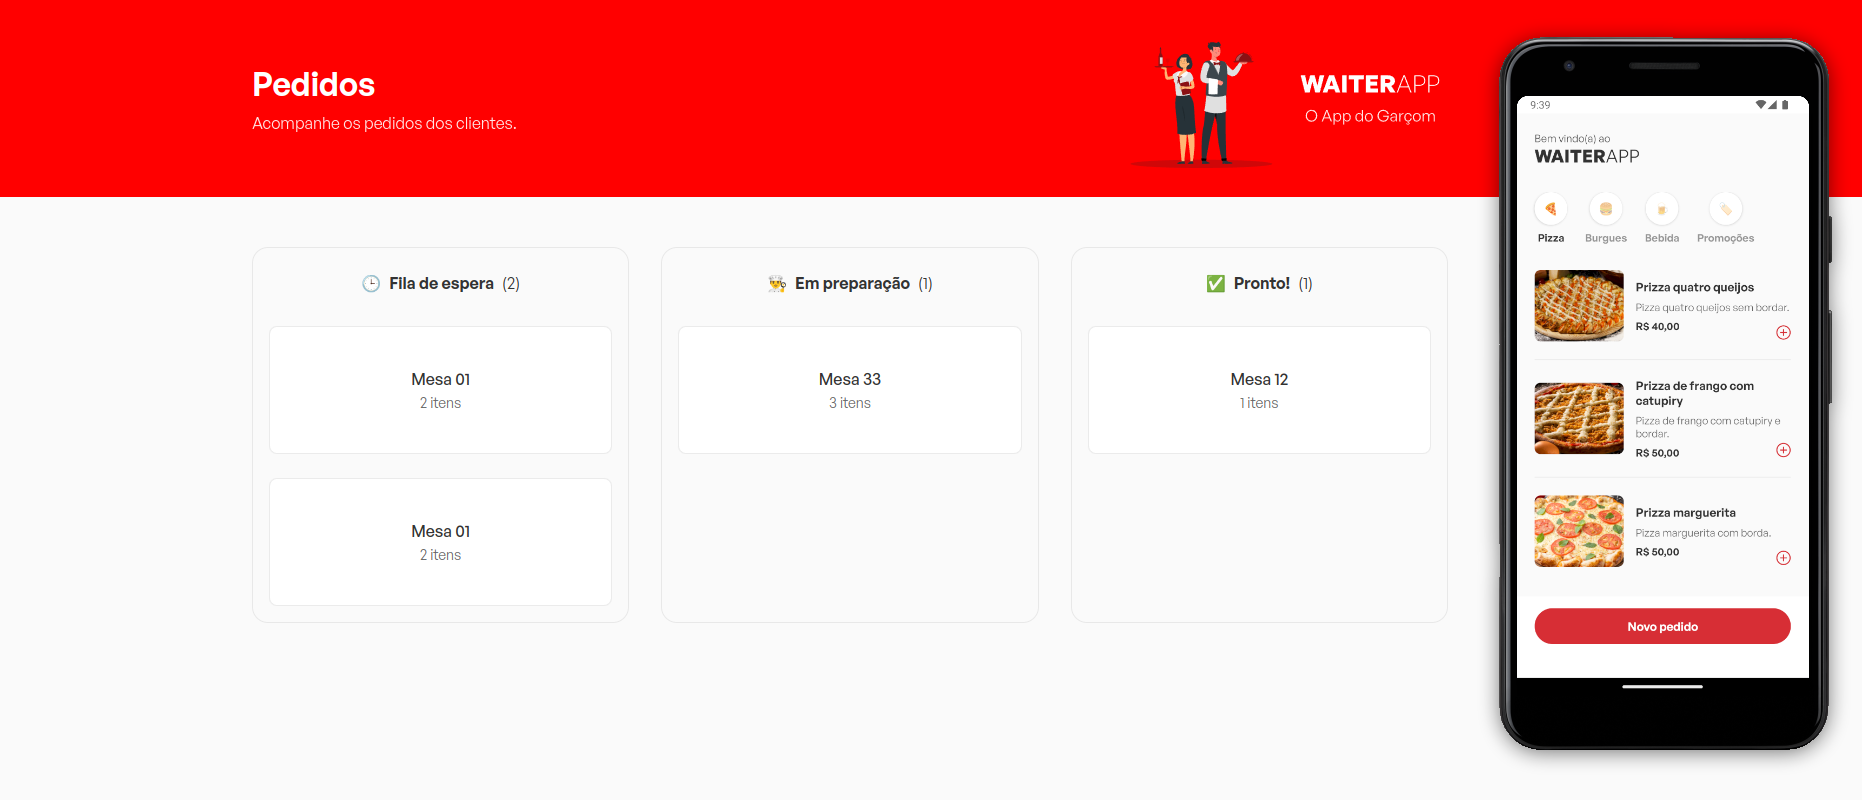 Pedidos
Acompanhe os pedidos dos clientes.
WAITERAPP
O App do Garçom
🕒 Fila de espera (2)
Mesa 01
2 itens
Mesa 01
2 itens
👨‍🍳 Em preparação (1)
Mesa 33
3 itens
✅ Pronto! (1)
Mesa 12
1 itens
9:39
Bem vindo(a) ao
WAITERAPP
Pizza
Burgues
Bebida
Promoções
Prizza quatro queijos
Pizza quatro queijos sem bordar.
R$ 40,00
Prizza de frango com
catupiry
Pizza de frango com catupiry e
bordar.
R$ 50,00
Prizza marguerita
Pizza marguerita com borda.
R$ 50,00
Novo pedido